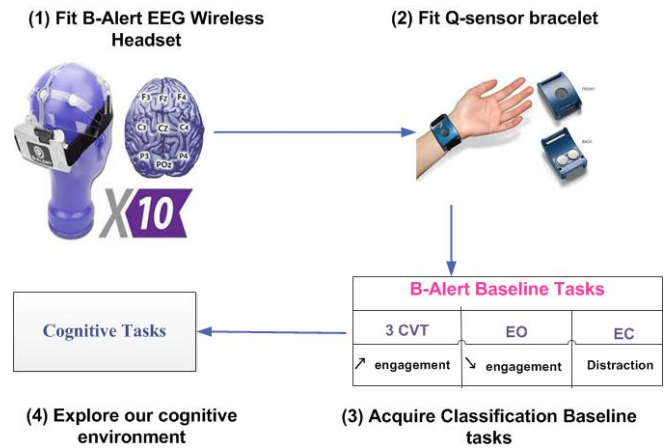 (1) Fit B-Alert EEG Wireless
Headset
(2) Fit Q-sensor bracelet
F3 Fz F4
C3 CZ C4
P3 P4
POz
X10
FRONT
BACK
B-Alert Baseline Tasks
3 CVT EO EC
↗ engagement ↘ engagement Distraction
Cognitive Tasks
(4) Explore our cognitive
environment
(3) Acquire Classification Baseline
tasks